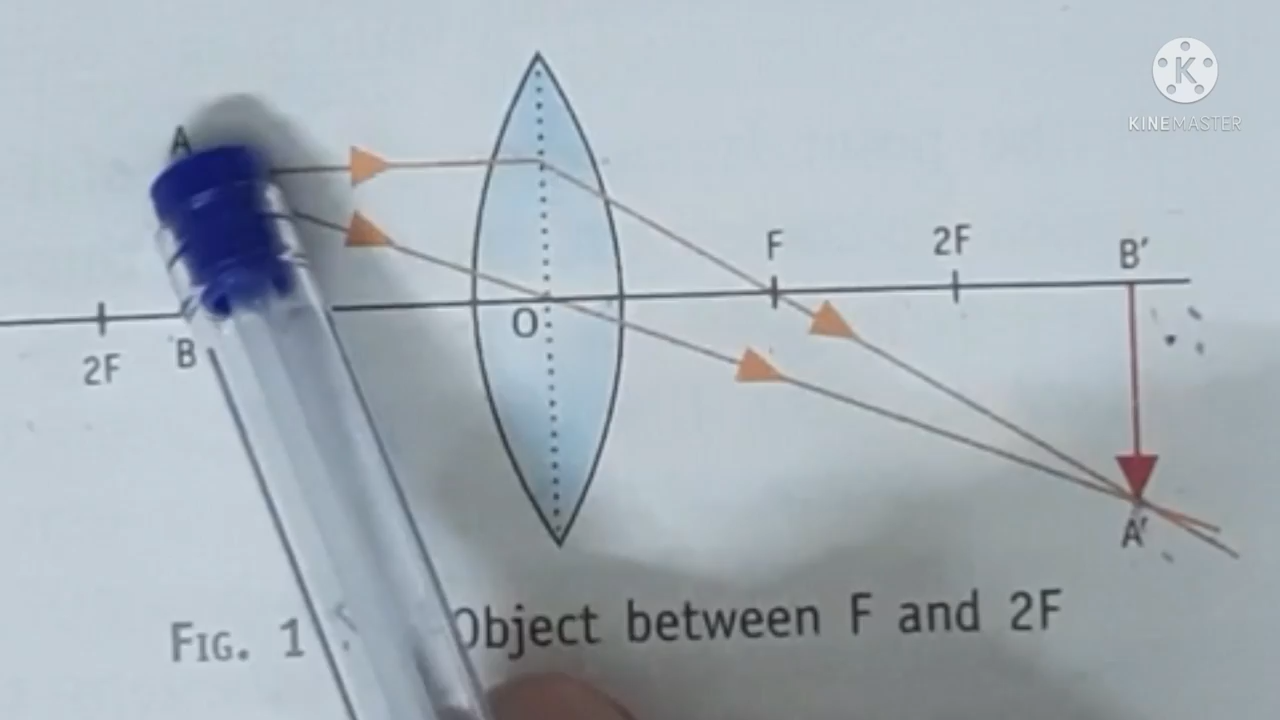 K
KINEMASTER
A
F
2F
B′
O
2F
B
A′
FIG. 1
Object between F and 2F